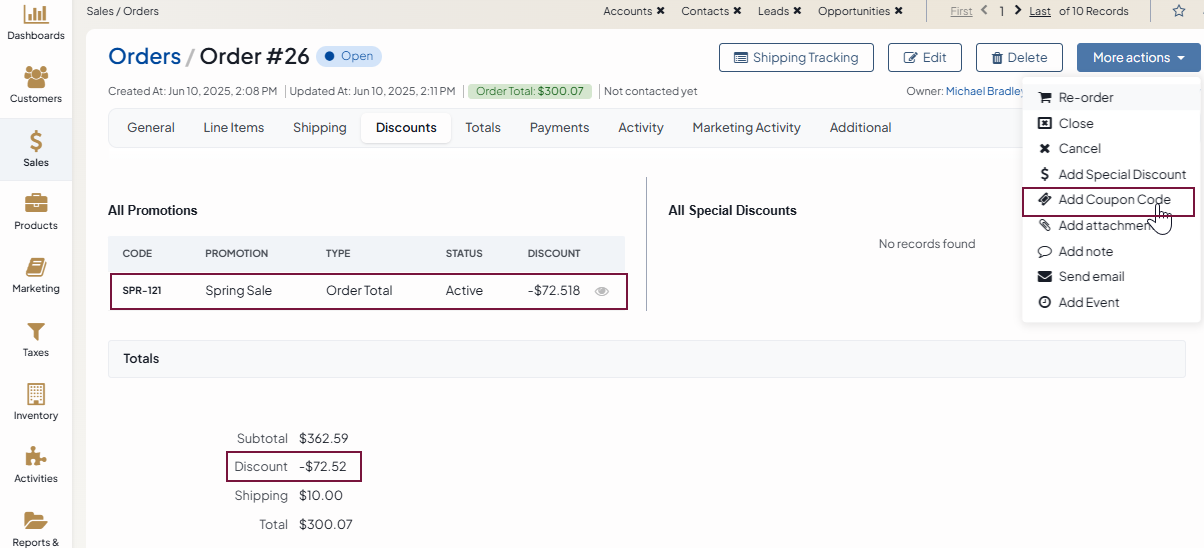 Sales / Orders
Accounts ✖ Contacts ✖ Leads ✖ Opportunities ✖
First < 1 > Last of 10 Records
Dashboards
Customers
Sales
Products
Marketing
Taxes
Inventory
Activities
Reports &
Orders / Order #26 Open
Shipping Tracking Edit Delete More actions
Created At: Jun 10, 2025, 2:08 PM | Updated At: Jun 10, 2025, 2:11 PM | Order Total: $300.07 | Not contacted yet
Owner: Michael Bradley
General Line Items Shipping Discounts Totals Payments Activity Marketing Activity Additional
Re-order
Close
Cancel
Add Special Discount
Add Coupon Code
Add attachmen
Add note
Send email
Add Event
All Promotions
CODE PROMOTION TYPE STATUS DISCOUNT
SPR-121 Spring Sale Order Total Active -$72.518
All Special Discounts
No records found
Totals
Subtotal $362.59
Discount -$72.52
Shipping $10.00
Total $300.07